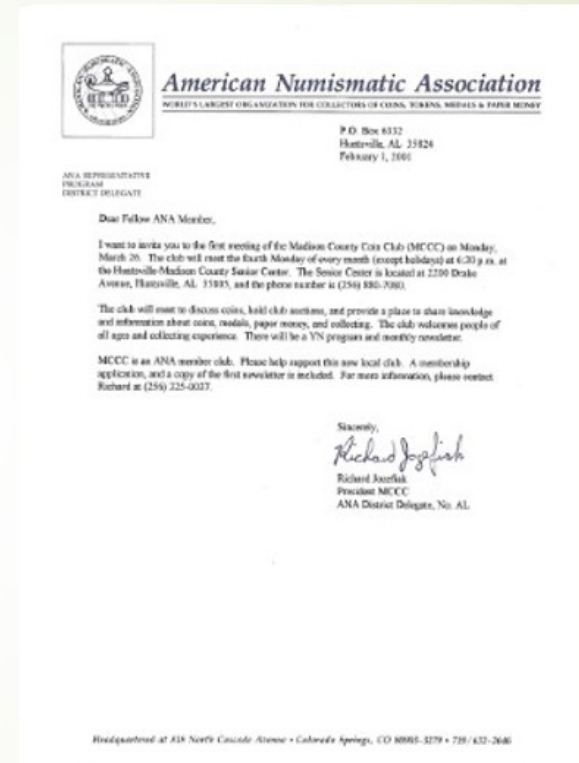 American Numismatic Association
WORLD'S LARGEST ORGANIZATION FOR COLLECTORS OF COINS, TOKENS, MEDALS & PAPER MONEY
P.O. Box 6332
Huntsville, AL 35824
February 1, 2001
ANA REPRESENTATIVE
PROGRAM
DISTRICT DELEGATE
Dear Fellow ANA Member,
I want to invite you to the first meeting of the Madison County Coin Club (MCCC) on Monday,
March 26. The club will meet the fourth Monday of every month (except holidays) at 6:20 p.m. at
the Huntsville-Madison County Senior Center. The Senior Center is located at 2200 Drake
Avenue, Huntsville, AL 35805, and the phone number is (256) 880-7080.
The club will meet to discuss coins, hold club auctions, and provide a place to share knowledge
and information about coins, medals, paper money, and collecting. The club welcomes people of
all ages and collecting experience. There will be a YN program and monthly newsletter.
MCCC is an ANA member club. Please help support this new local club. A membership
application, and a copy of the first newsletter is included. For more information, please contact
Richard at (256) 325-0027.
Sincerely,
Richard Jozefiak
Richard Jozefiak
President MCCC
ANA District Delegate, No. AL
Headquartered at 818 North Cascade Avenue • Colorado Springs, CO 80903-3279 • 719/632-2646